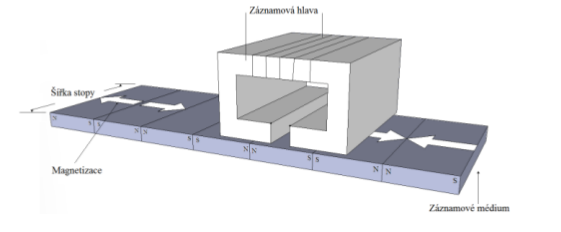 Záznamová hlava
Šířka stopy
N S S N N S S N N S S N N S
Magnetizace
Záznamové médium